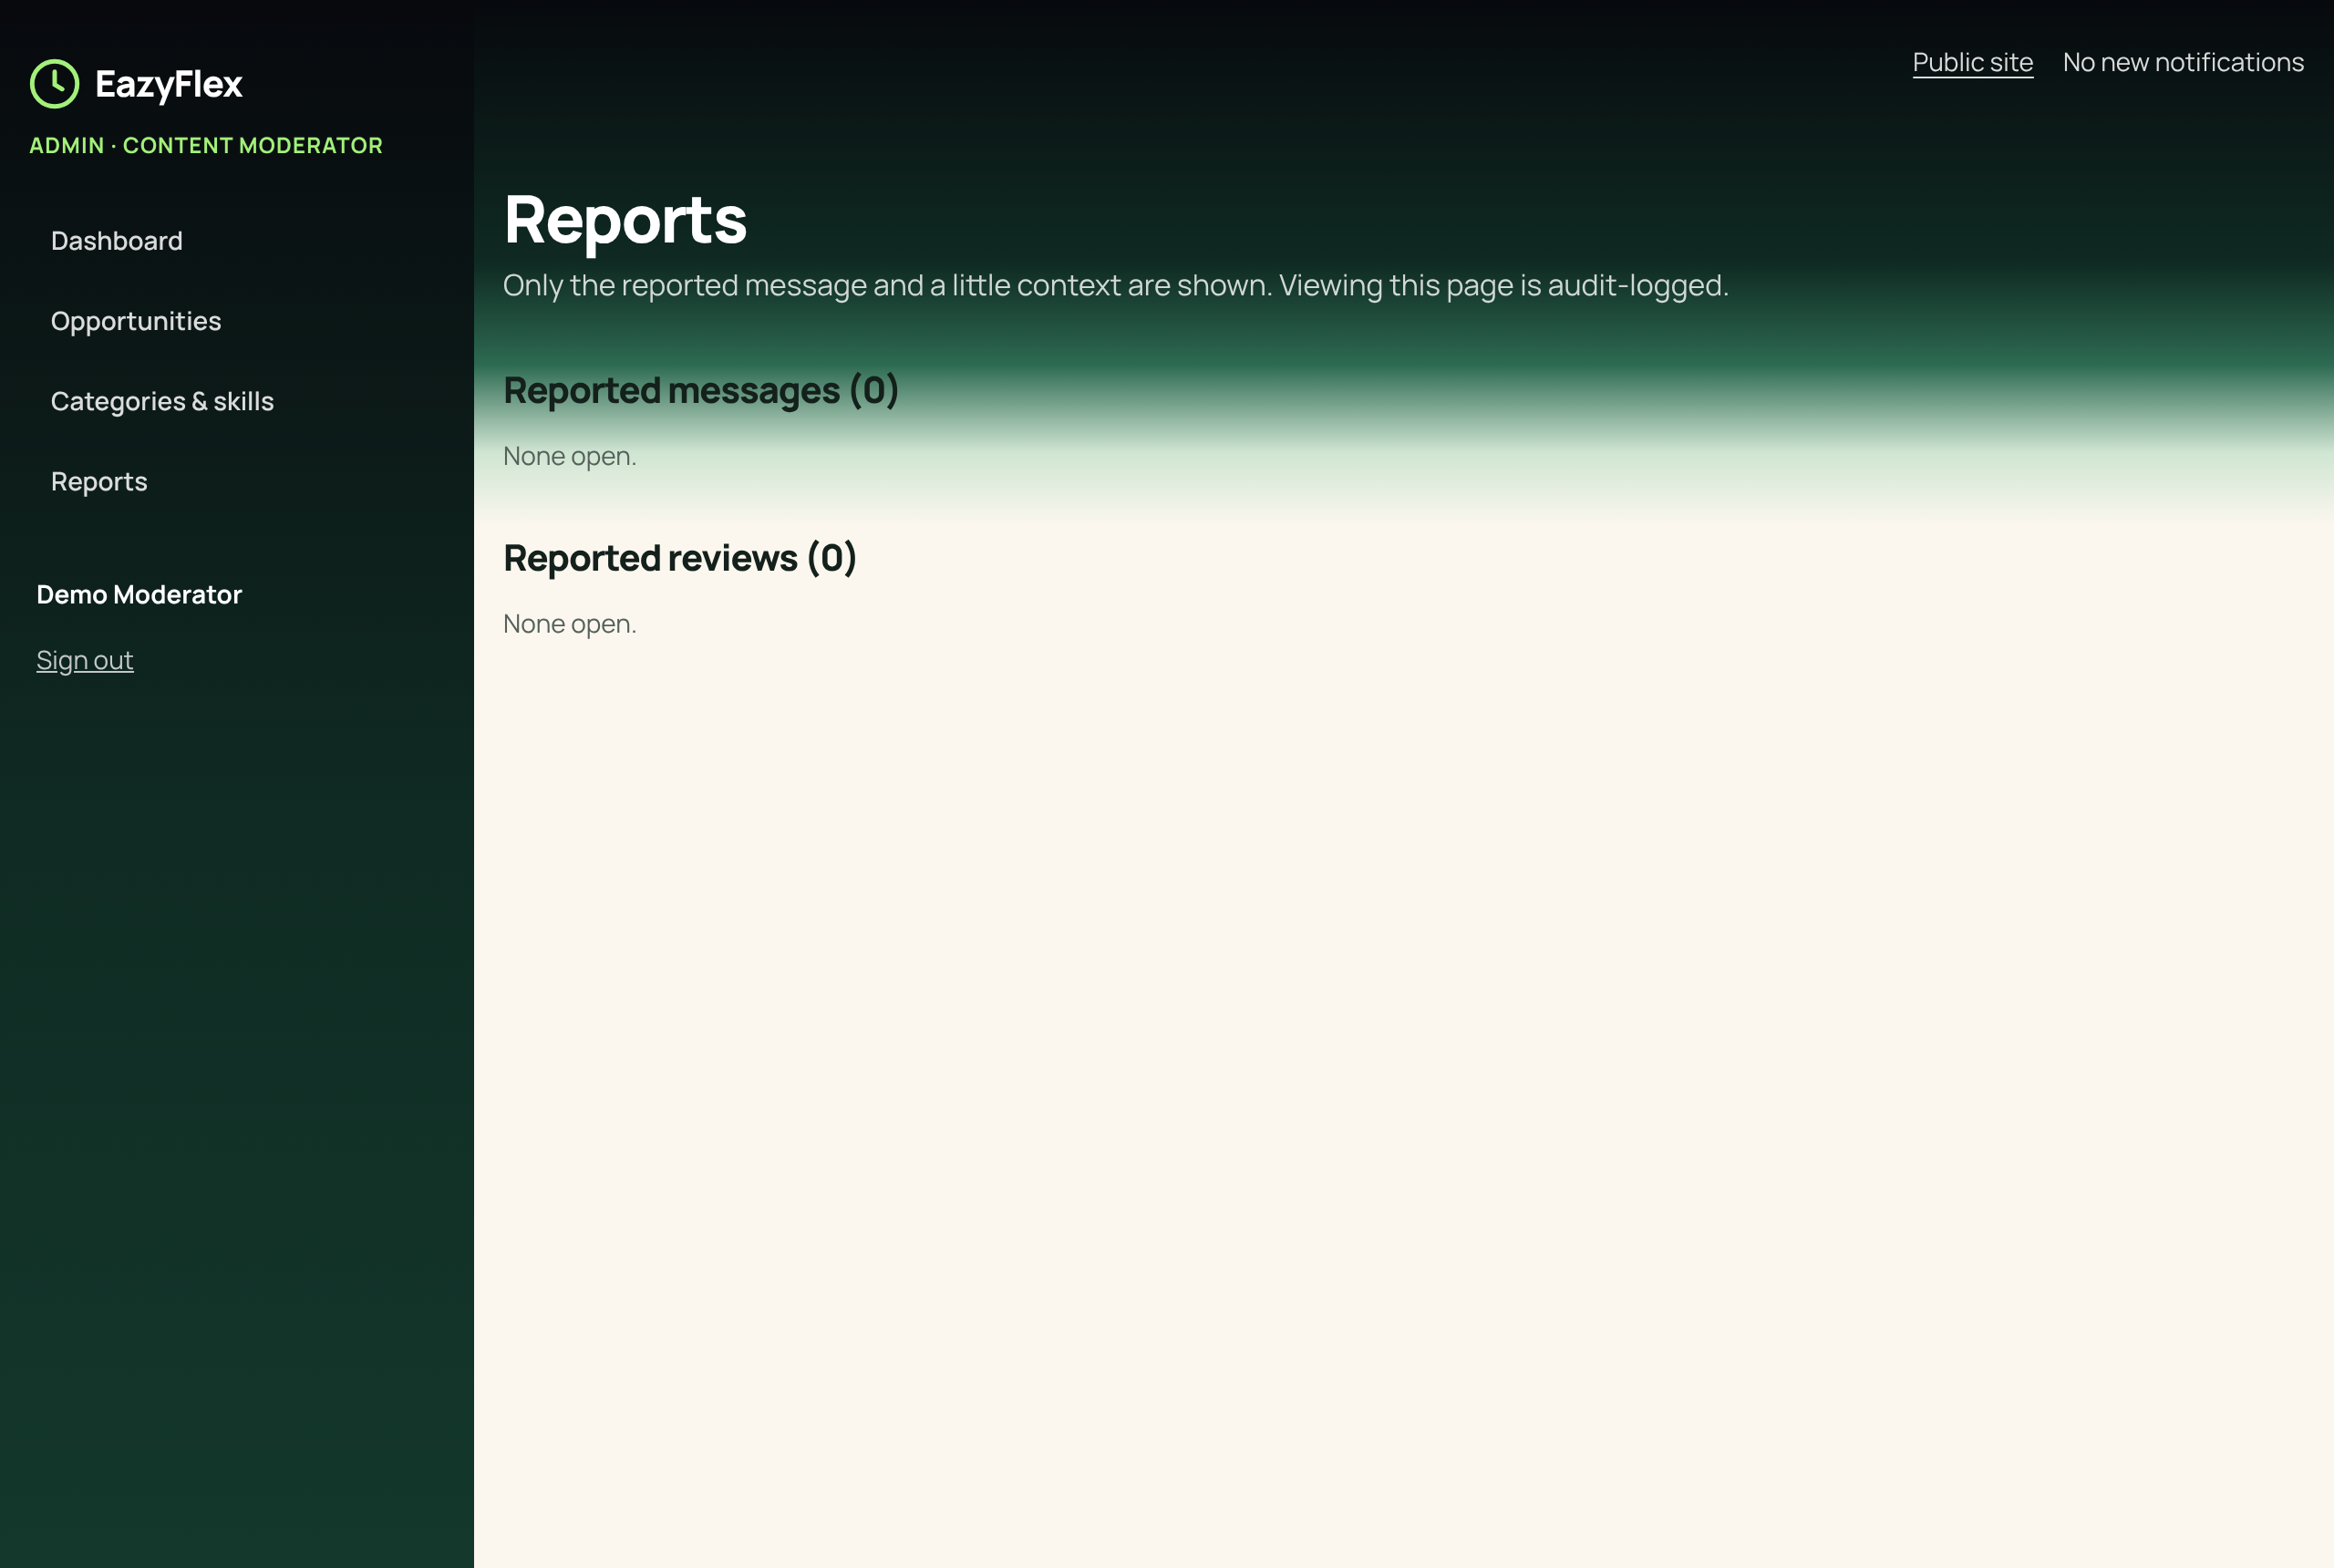 EazyFlex
ADMIN · CONTENT MODERATOR
Dashboard
Opportunities
Categories & skills
Reports
Demo Moderator
Sign out
Public site
No new notifications
Reports
Only the reported message and a little context are shown. Viewing this page is audit-logged.
Reported messages (0)
None open.
Reported reviews (0)
None open.